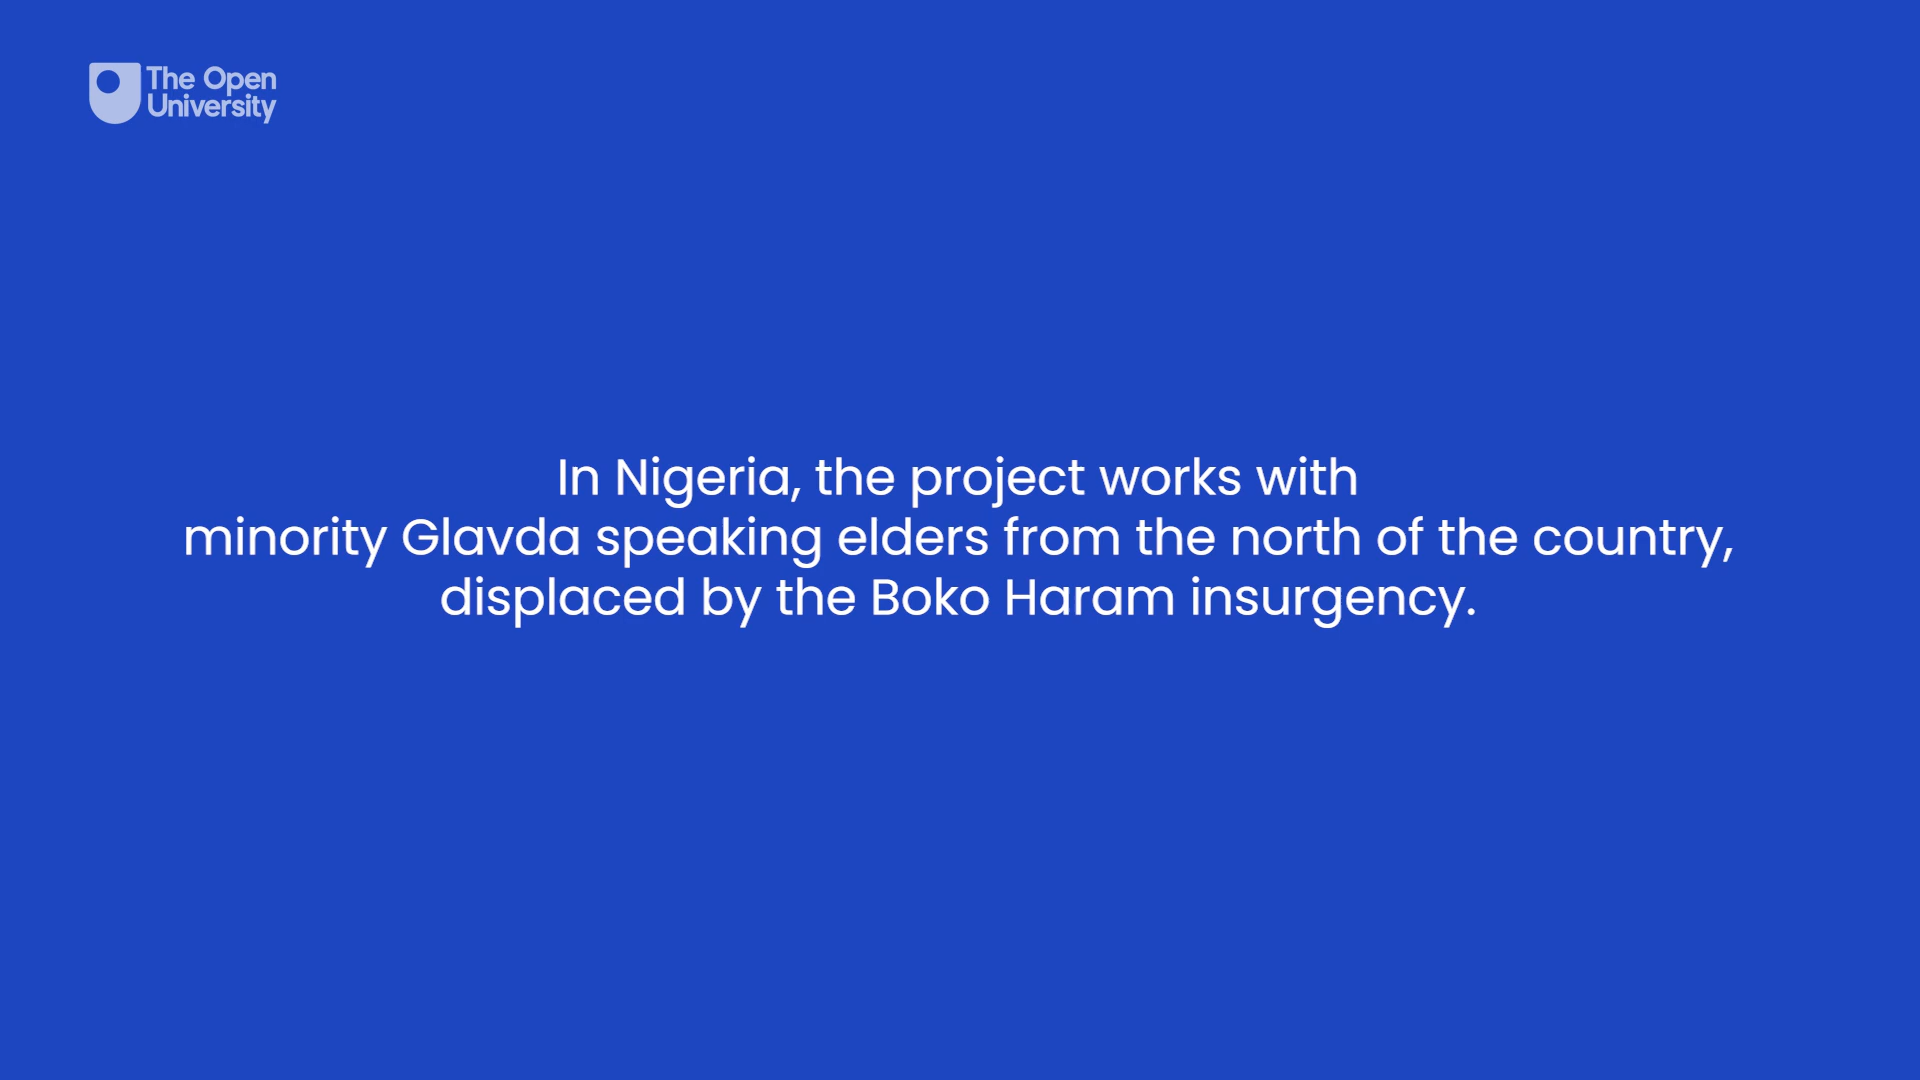 The Open
University
In Nigeria, the project works with
minority Glavda speaking elders from the north of the country,
displaced by the Boko Haram insurgency.